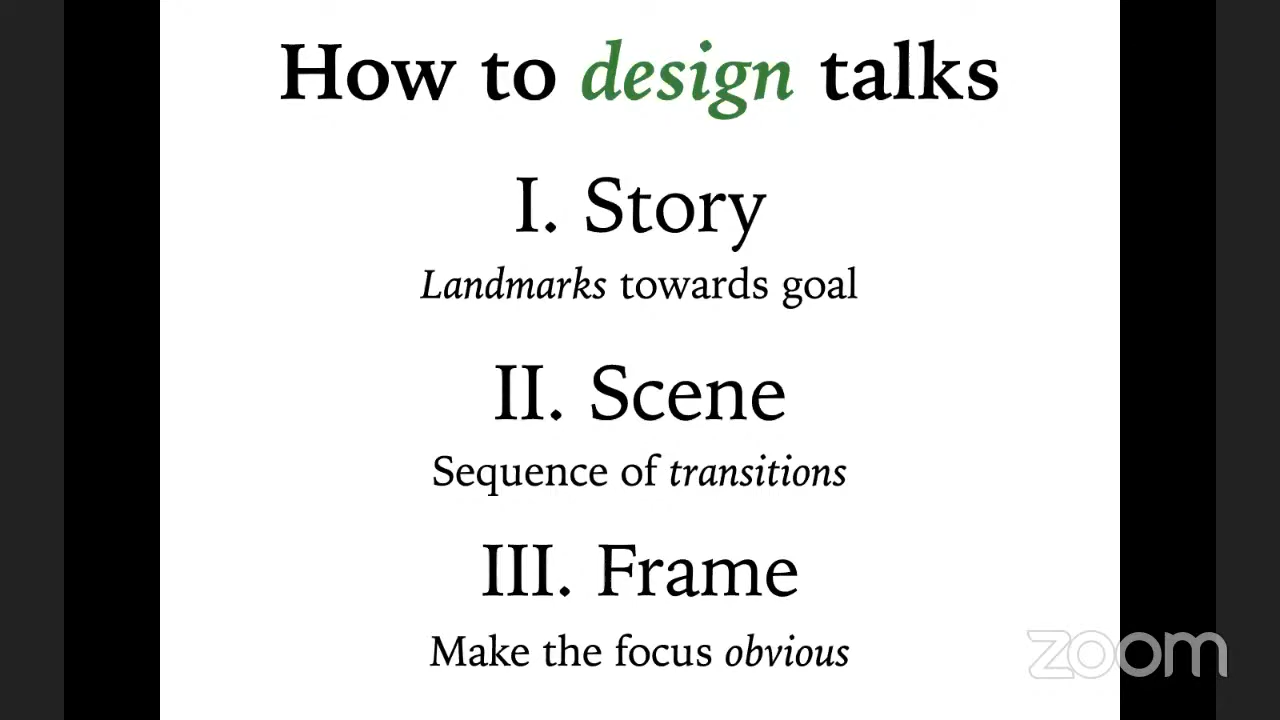 How to design talks
I. Story
Landmarks towards goal
II. Scene
Sequence of transitions
III. Frame
Make the focus obvious
zoom